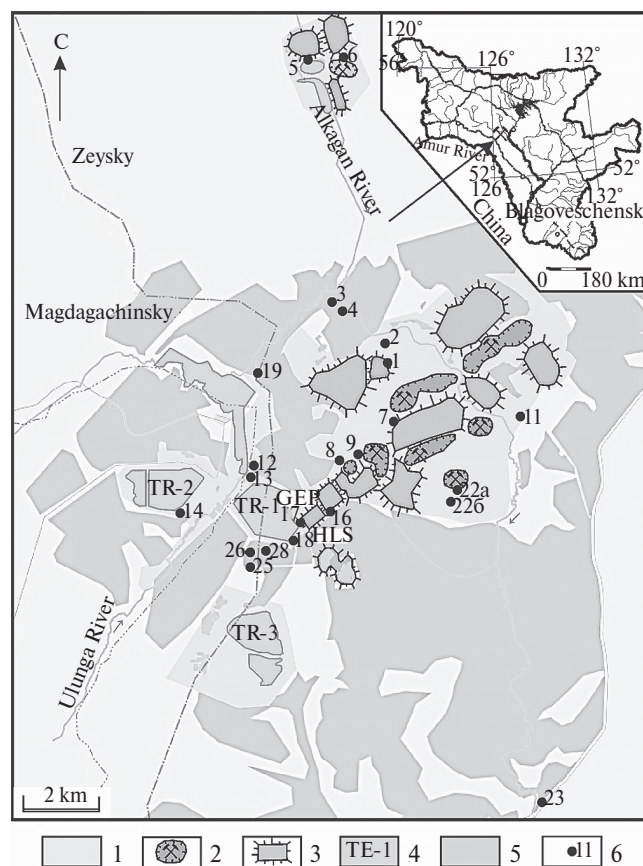 C
Zeysky
Magdagachinsky
Alkagan River
Ulunga River
120°
56
126°
132°
Amur River
52°
126
52°
132°
China
Blagoveschensk
0 180 km
5
6
3
4
2
1
19
7
11
8
9
12
13
TR-2
14
TR-1
GEP
17
16
HLS
18
22a
22б
26
28
25
TR-3
23
2 km
1
2
3
TE-1 4
5
11 6